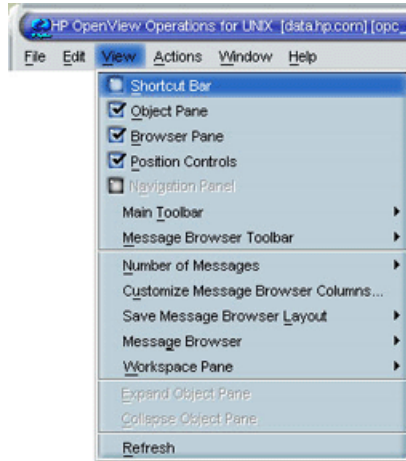 HP OpenView Operations for UNIX [data.hp.com] [opc_
File Edit View Actions Window Help
Shortcut Bar
Object Pane
Browser Pane
Position Controls
Navigation Panel
Main Toolbar
Message Browser Toolbar
Number of Messages
Customize Message Browser Columns...
Save Message Browser Layout
Message Browser
Workspace Pane
Expand Object Pane
Collapse Object Pane
Refresh